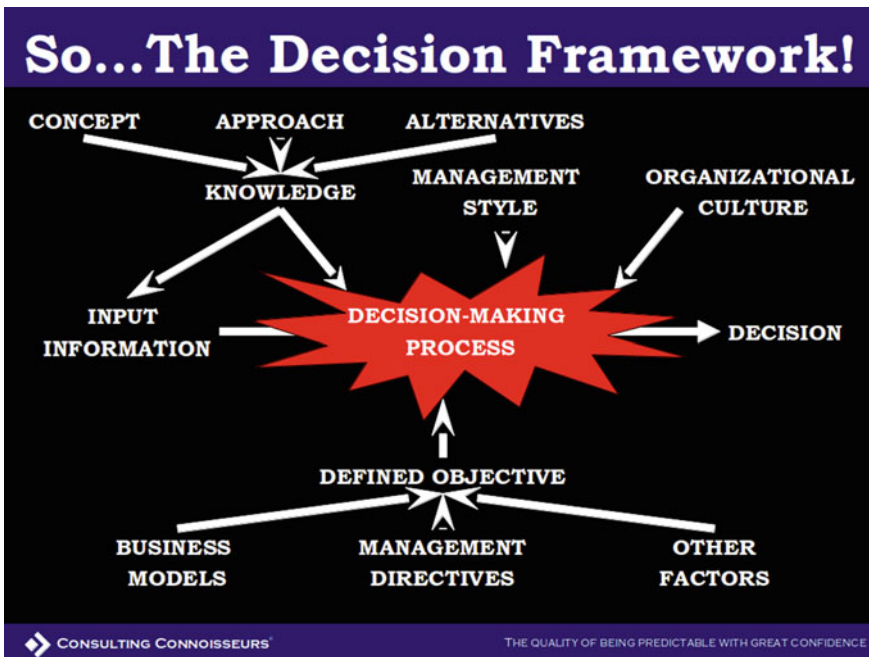 So...The Decision Framework!
CONCEPT
APPROACH
ALTERNATIVES
KNOWLEDGE
MANAGEMENT
STYLE
ORGANIZATIONAL
CULTURE
INPUT
INFORMATION
DECISION-MAKING
PROCESS
DECISION
DEFINED OBJECTIVE
BUSINESS
MODELS
MANAGEMENT
DIRECTIVES
OTHER
FACTORS
CONSULTING CONNOISSEURS®
THE QUALITY OF BEING PREDICTABLE WITH GREAT CONFIDENCE